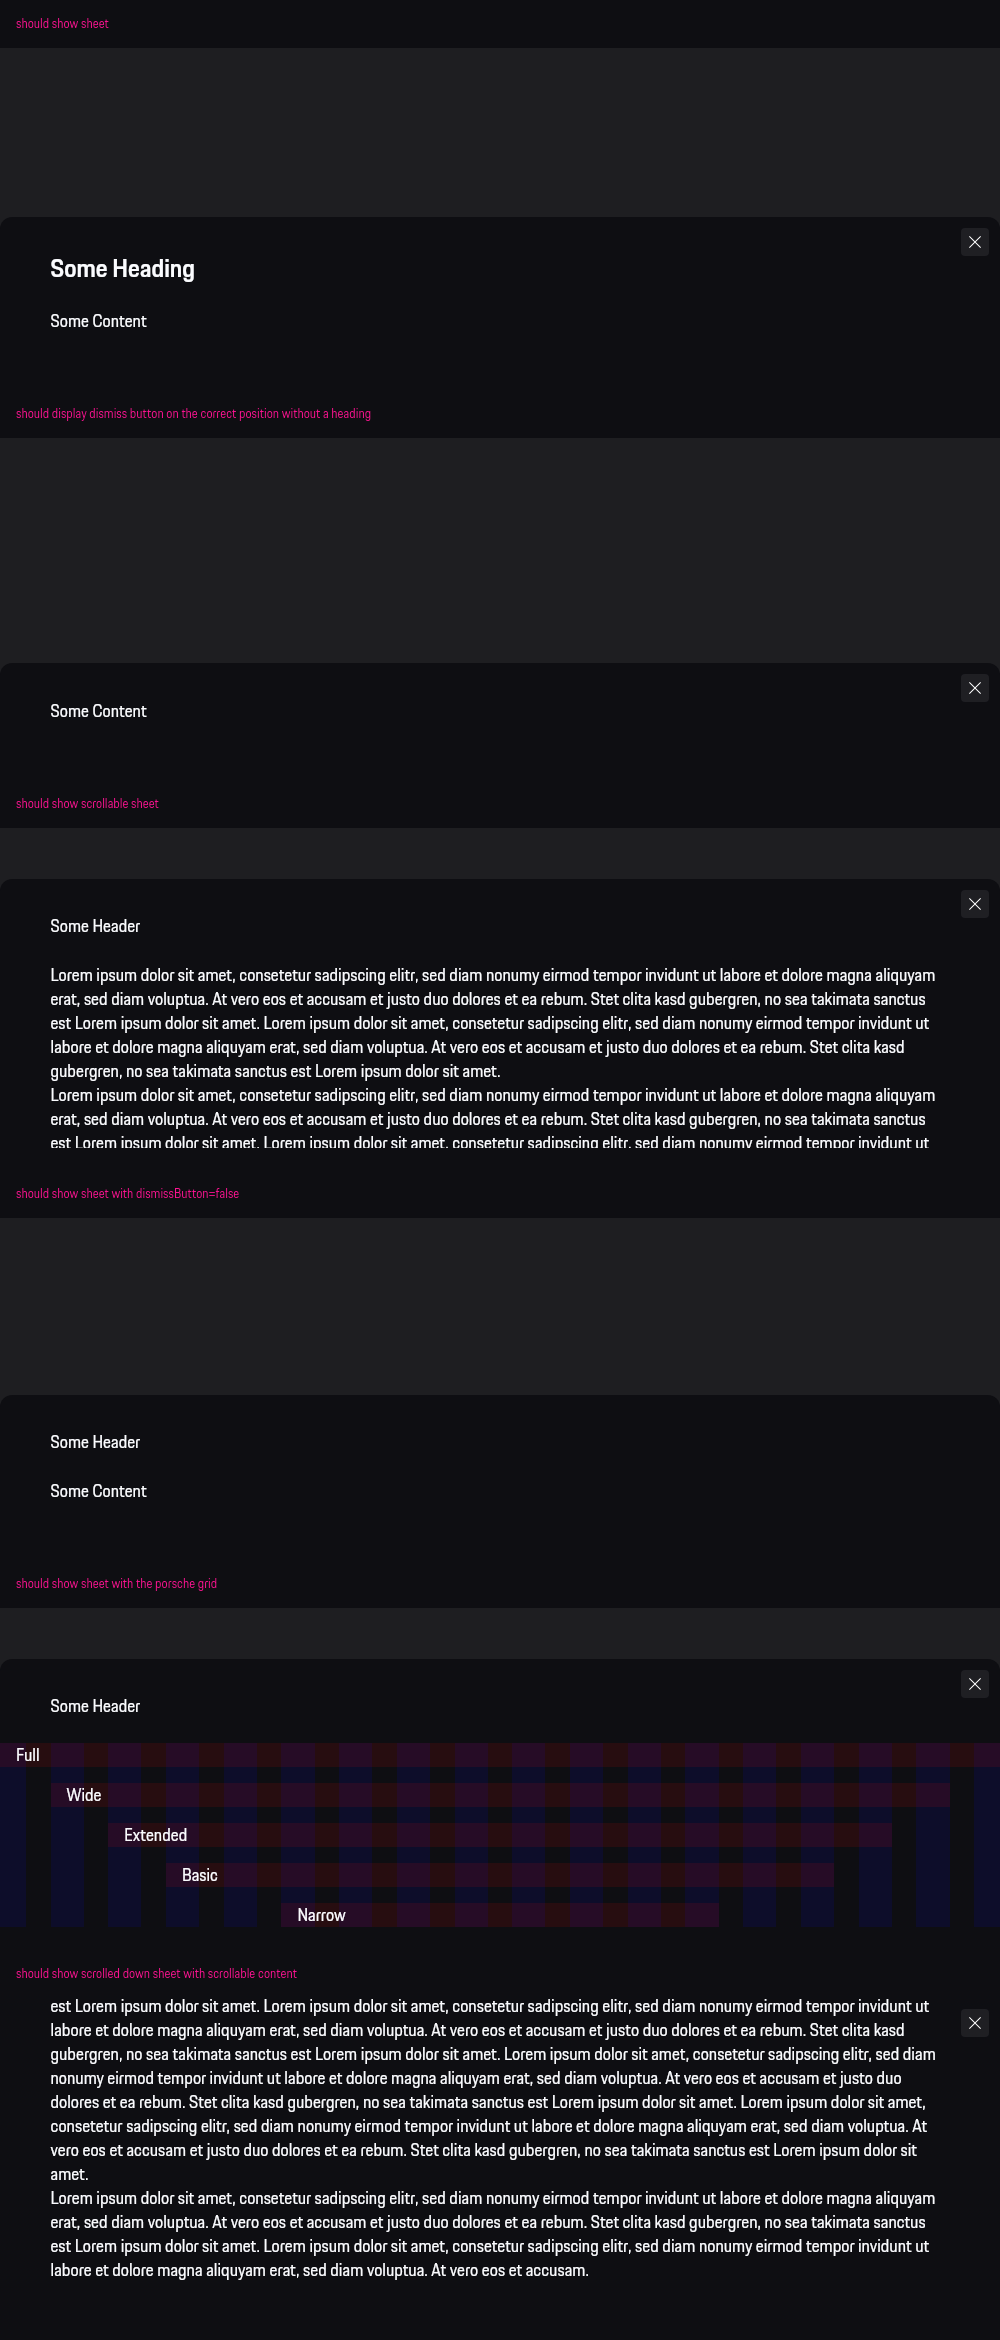 should show sheet
Some Heading
Some Content
should display dismiss button on the correct position without a heading
Some Content
should show scrollable sheet
Some Header
Lorem ipsum dolor sit amet, consetetur sadipscing elitr, sed diam nonumy eirmod tempor invidunt ut labore et dolore magna aliquyam
erat, sed diam voluptua. At vero eos et accusam et justo duo dolores et ea rebum. Stet clita kasd gubergren, no sea takimata sanctus
est Lorem ipsum dolor sit amet. Lorem ipsum dolor sit amet, consetetur sadipscing elitr, sed diam nonumy eirmod tempor invidunt ut
labore et dolore magna aliquyam erat, sed diam voluptua. At vero eos et accusam et justo duo dolores et ea rebum. Stet clita kasd
gubergren, no sea takimata sanctus est Lorem ipsum dolor sit amet.
Lorem ipsum dolor sit amet, consetetur sadipscing elitr, sed diam nonumy eirmod tempor invidunt ut labore et dolore magna aliquyam
erat, sed diam voluptua. At vero eos et accusam et justo duo dolores et ea rebum. Stet clita kasd gubergren, no sea takimata sanctus
est Lorem ipsum dolor sit amet. Lorem ipsum dolor sit amet, consetetur sadipscing elitr, sed diam nonumy eirmod tempor invidunt ut
should show sheet with dismissButton=false
Some Header
Some Content
should show sheet with the porsche grid
Some Header
Full
Wide
Extended
Basic
Narrow
should show scrolled down sheet with scrollable content
est Lorem ipsum dolor sit amet. Lorem ipsum dolor sit amet, consetetur sadipscing elitr, sed diam nonumy eirmod tempor invidunt ut
labore et dolore magna aliquyam erat, sed diam voluptua. At vero eos et accusam et justo duo dolores et ea rebum. Stet clita kasd
gubergren, no sea takimata sanctus est Lorem ipsum dolor sit amet. Lorem ipsum dolor sit amet, consetetur sadipscing elitr, sed diam
nonumy eirmod tempor invidunt ut labore et dolore magna aliquyam erat, sed diam voluptua. At vero eos et accusam et justo duo
dolores et ea rebum. Stet clita kasd gubergren, no sea takimata sanctus est Lorem ipsum dolor sit amet. Lorem ipsum dolor sit amet,
consetetur sadipscing elitr, sed diam nonumy eirmod tempor invidunt ut labore et dolore magna aliquyam erat, sed diam voluptua. At
vero eos et accusam et justo duo dolores et ea rebum. Stet clita kasd gubergren, no sea takimata sanctus est Lorem ipsum dolor sit
amet.
Lorem ipsum dolor sit amet, consetetur sadipscing elitr, sed diam nonumy eirmod tempor invidunt ut labore et dolore magna aliquyam
erat, sed diam voluptua. At vero eos et accusam et justo duo dolores et ea rebum. Stet clita kasd gubergren, no sea takimata sanctus
est Lorem ipsum dolor sit amet. Lorem ipsum dolor sit amet, consetetur sadipscing elitr, sed diam nonumy eirmod tempor invidunt ut
labore et dolore magna aliquyam erat, sed diam voluptua. At vero eos et accusam.